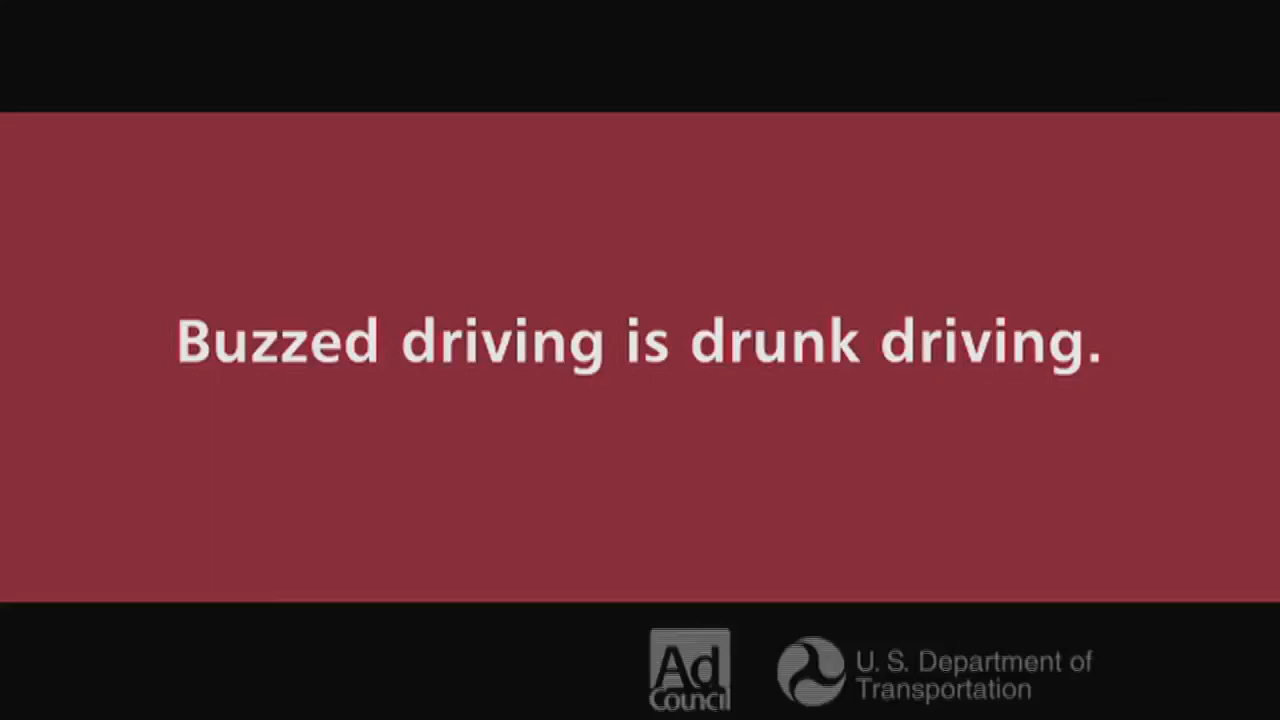 Buzzed driving is drunk driving.
Ad
Council
U. S. Department of
Transportation